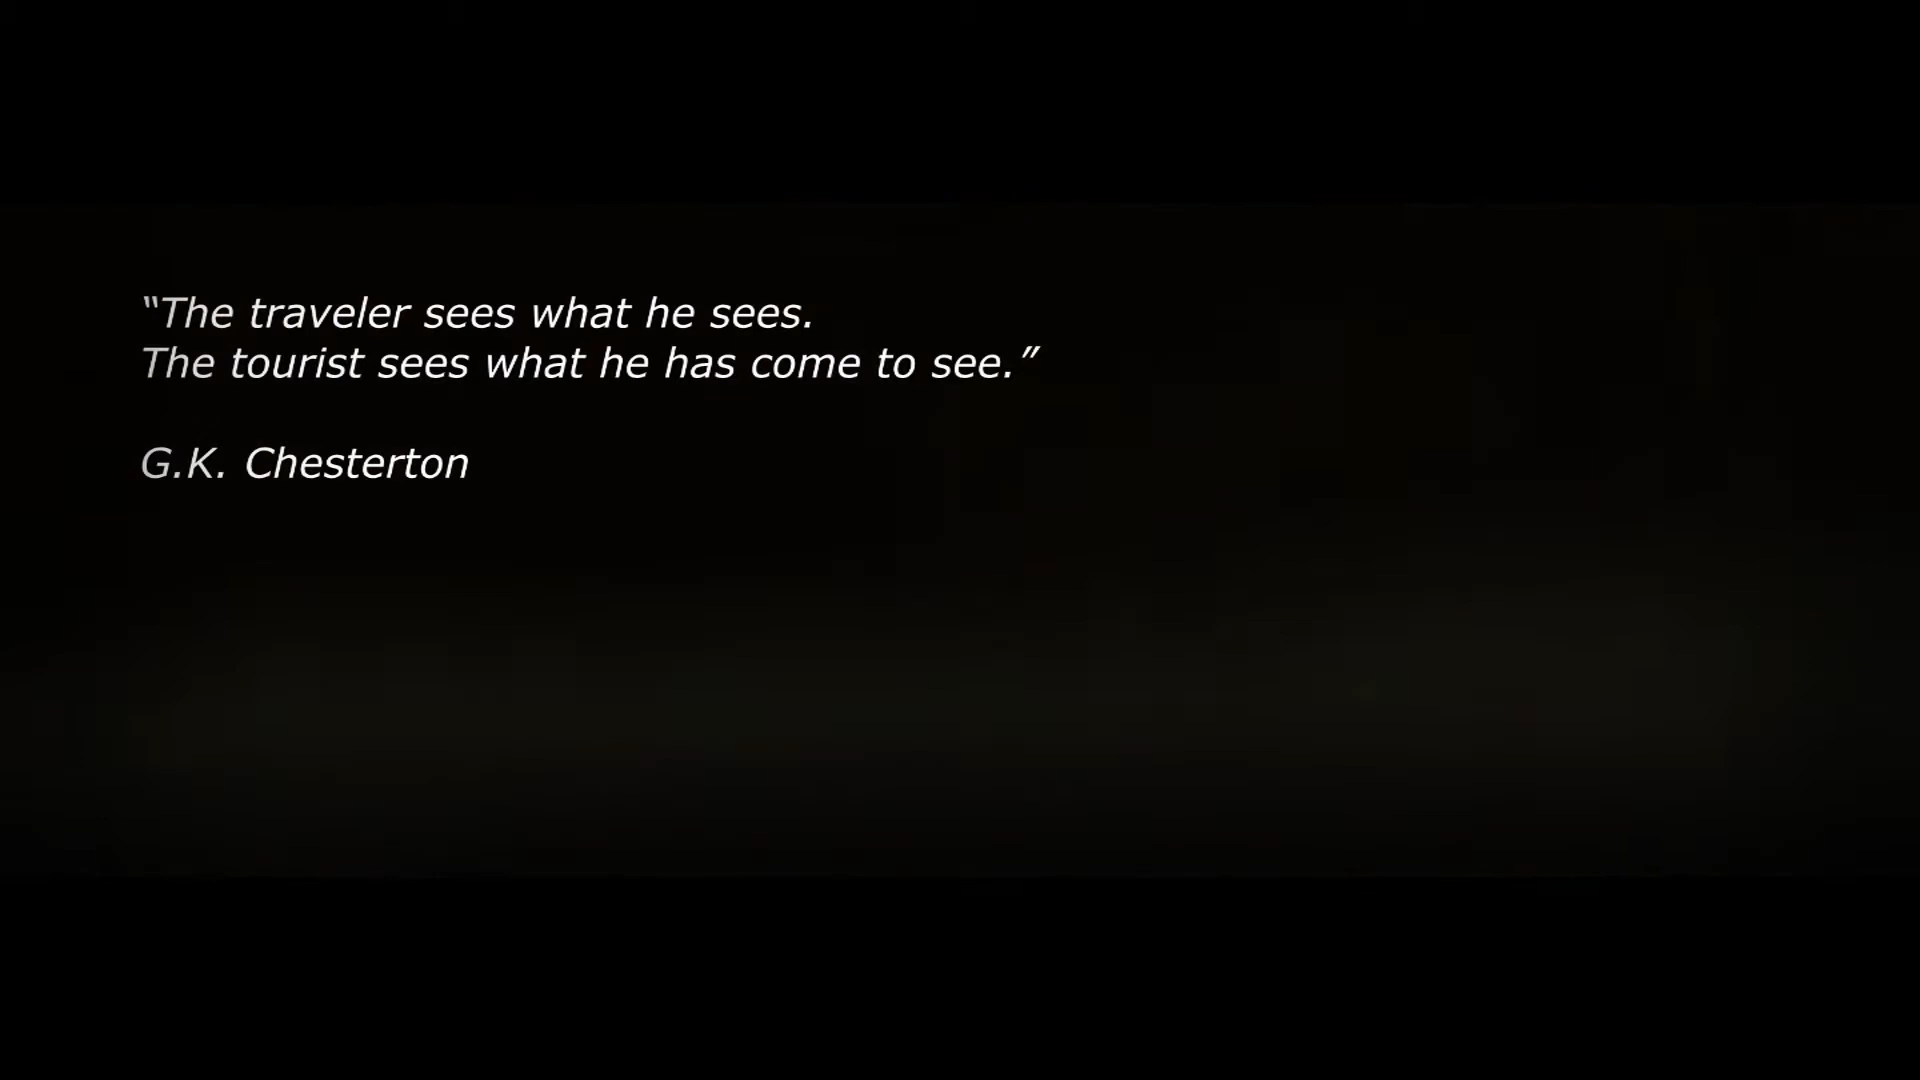 “The traveler sees what he sees.
The tourist sees what he has come to see.”
G.K. Chesterton